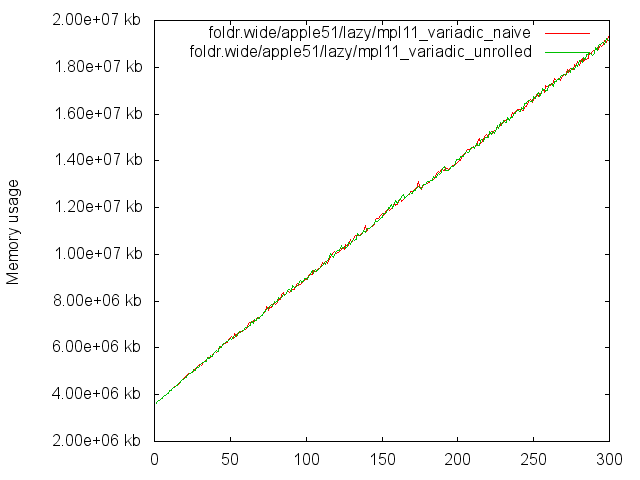 2.00e+07 kb
foldr.wide/apple51/lazy/mpl11_variadic_naive
foldr.wide/apple51/lazy/mpl11_variadic_unrolled
1.80e+07 kb
1.60e+07 kb
1.40e+07 kb
1.20e+07 kb
Memory usage
1.00e+07 kb
8.00e+06 kb
6.00e+06 kb
4.00e+06 kb
2.00e+06 kb
0 50 100 150 200 250 300